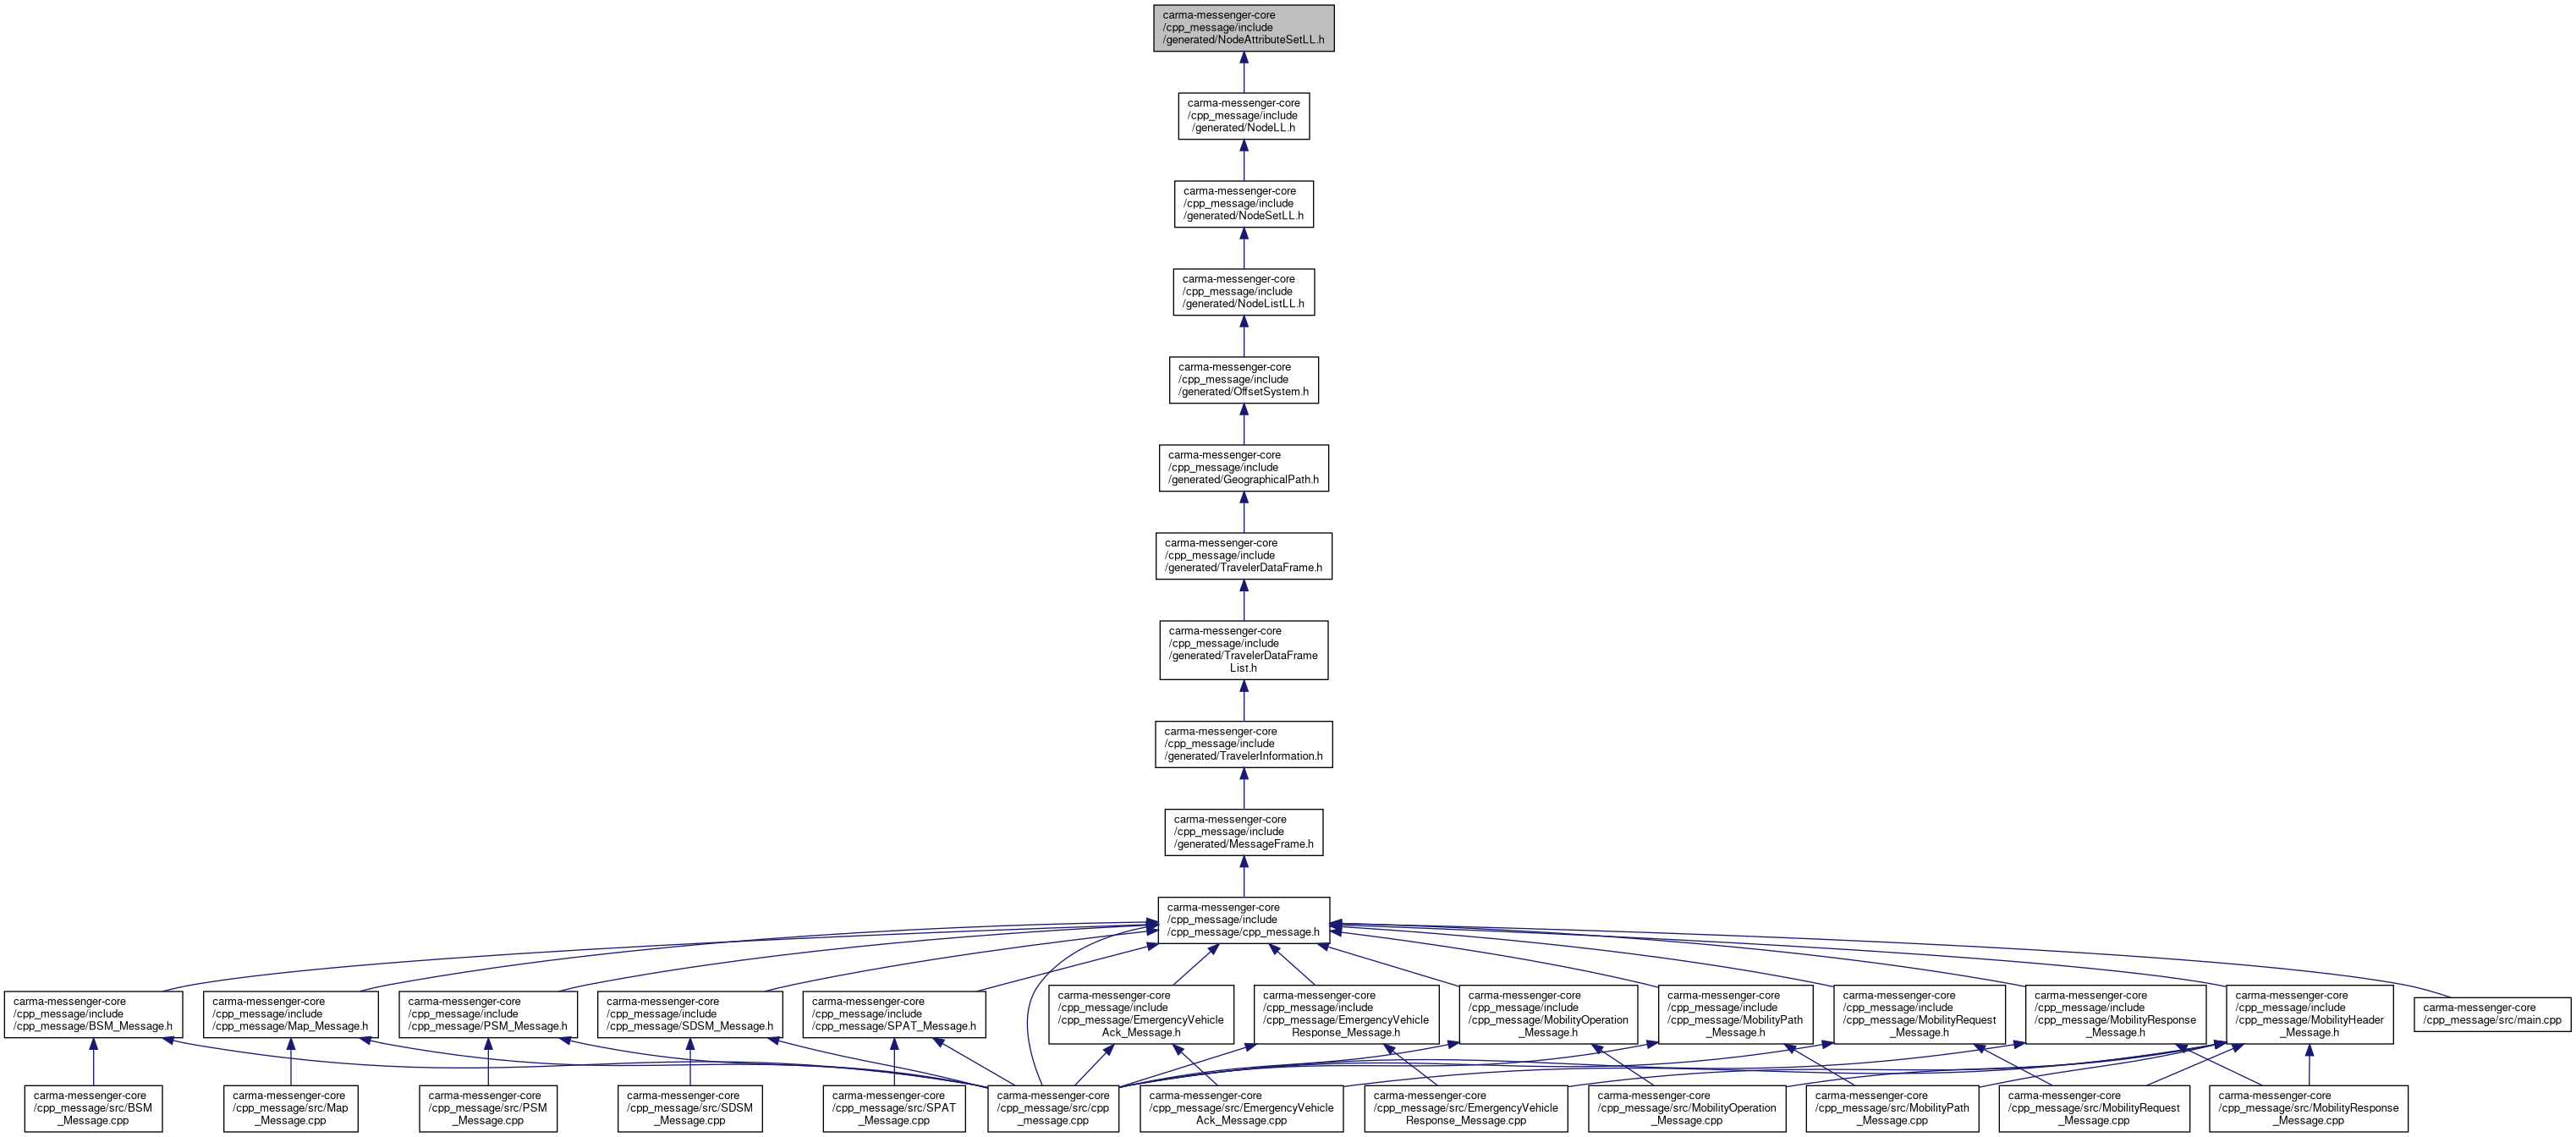 carma-messenger-core
/cpp_message/include
/generated/NodeAttributeSetLL.h
carma-messenger-core
/cpp_message/include
/generated/NodeLL.h
carma-messenger-core
/cpp_message/include
/generated/NodeSetLL.h
carma-messenger-core
/cpp_message/include
/generated/NodeListLL.h
carma-messenger-core
/cpp_message/include
/generated/OffsetSystem.h
carma-messenger-core
/cpp_message/include
/generated/GeographicalPath.h
carma-messenger-core
/cpp_message/include
/generated/TravelerDataFrame.h
carma-messenger-core
/cpp_message/include
/generated/TravelerDataFrame
List.h
carma-messenger-core
/cpp_message/include
/generated/TravelerInformation.h
carma-messenger-core
/cpp_message/include
/generated/MessageFrame.h
carma-messenger-core
/cpp_message/include
/cpp_message/cpp_message.h
carma-messenger-core
/cpp_message/include
/cpp_message/BSM_Message.h
carma-messenger-core
/cpp_message/include
/cpp_message/Map_Message.h
carma-messenger-core
/cpp_message/include
/cpp_message/PSM_Message.h
carma-messenger-core
/cpp_message/include
/cpp_message/SDSM_Message.h
carma-messenger-core
/cpp_message/include
/cpp_message/SPAT_Message.h
carma-messenger-core
/cpp_message/include
/cpp_message/EmergencyVehicle
Ack_Message.h
carma-messenger-core
/cpp_message/include
/cpp_message/EmergencyVehicle
Response_Message.h
carma-messenger-core
/cpp_message/include
/cpp_message/MobilityOperation
_Message.h
carma-messenger-core
/cpp_message/include
/cpp_message/MobilityPath
_Message.h
carma-messenger-core
/cpp_message/include
/cpp_message/MobilityRequest
_Message.h
carma-messenger-core
/cpp_message/include
/cpp_message/MobilityResponse
_Message.h
carma-messenger-core
/cpp_message/include
/cpp_message/MobilityHeader
_Message.h
carma-messenger-core
/cpp_message/src/main.cpp
carma-messenger-core
/cpp_message/src/BSM
_Message.cpp
carma-messenger-core
/cpp_message/src/Map
_Message.cpp
carma-messenger-core
/cpp_message/src/PSM
_Message.cpp
carma-messenger-core
/cpp_message/src/SDSM
_Message.cpp
carma-messenger-core
/cpp_message/src/SPAT
_Message.cpp
carma-messenger-core
/cpp_message/src/cpp
_message.cpp
carma-messenger-core
/cpp_message/src/EmergencyVehicle
Ack_Message.cpp
carma-messenger-core
/cpp_message/src/EmergencyVehicle
Response_Message.cpp
carma-messenger-core
/cpp_message/src/MobilityOperation
_Message.cpp
carma-messenger-core
/cpp_message/src/MobilityPath
_Message.cpp
carma-messenger-core
/cpp_message/src/MobilityRequest
_Message.cpp
carma-messenger-core
/cpp_message/src/MobilityResponse
_Message.cpp